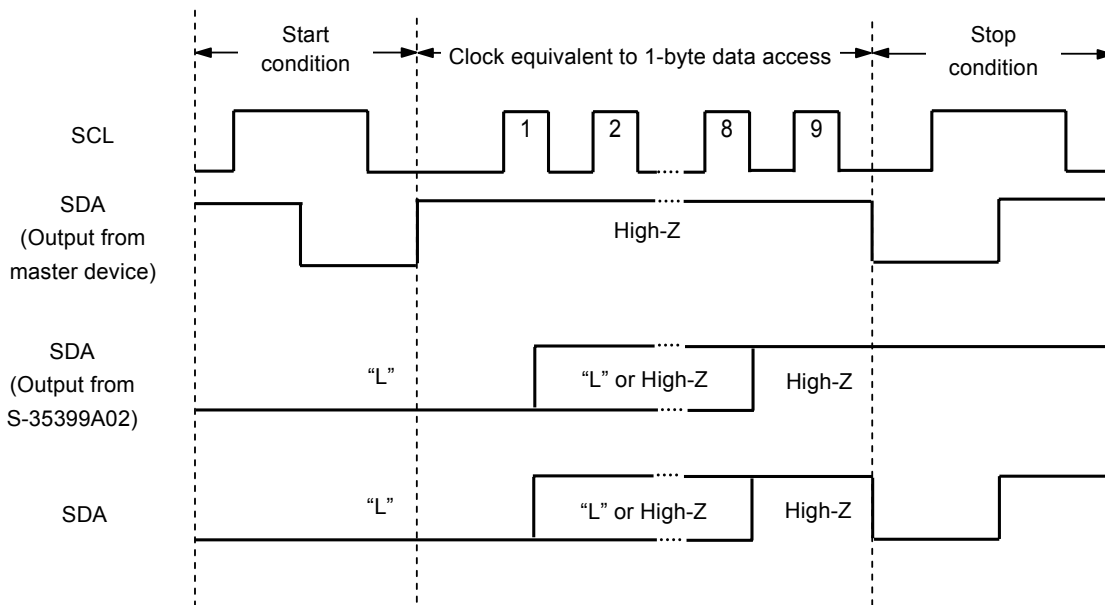 Start
condition
Clock equivalent to 1-byte data access
Stop
condition
SCL
1
2
8
9
SDA
(Output from
master device)
High-Z
SDA
(Output from
S-35399A02)
“L”
“L” or High-Z
High-Z
SDA
“L”
“L” or High-Z
High-Z